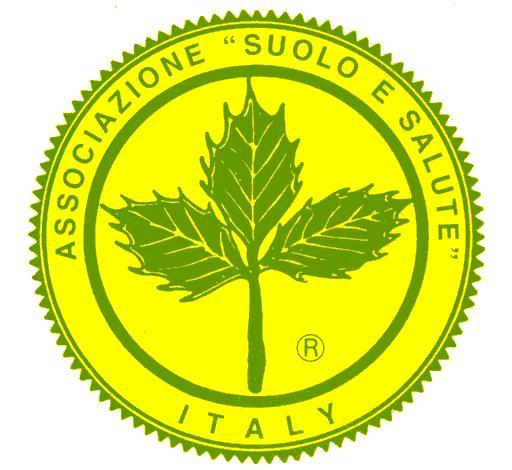 ASSOCIAZIONE "SUOLO E SALUTE"
®
ITALY